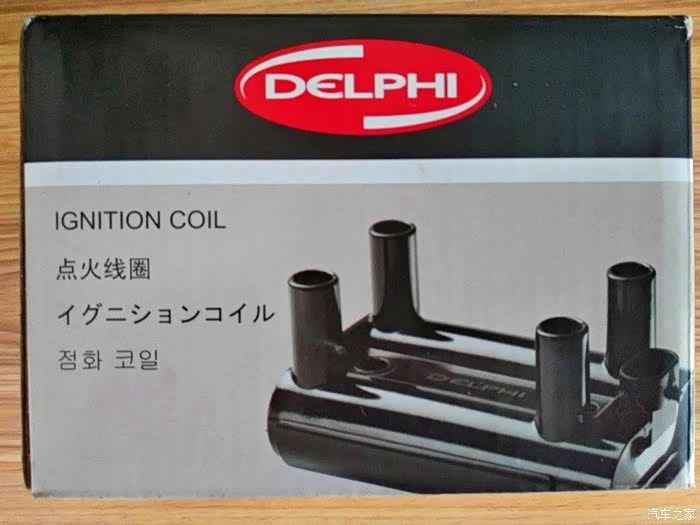 DELPHI
IGNITION COIL
点火线圈
イグニションコイル
점화 코일
DELPHI
汽车之家